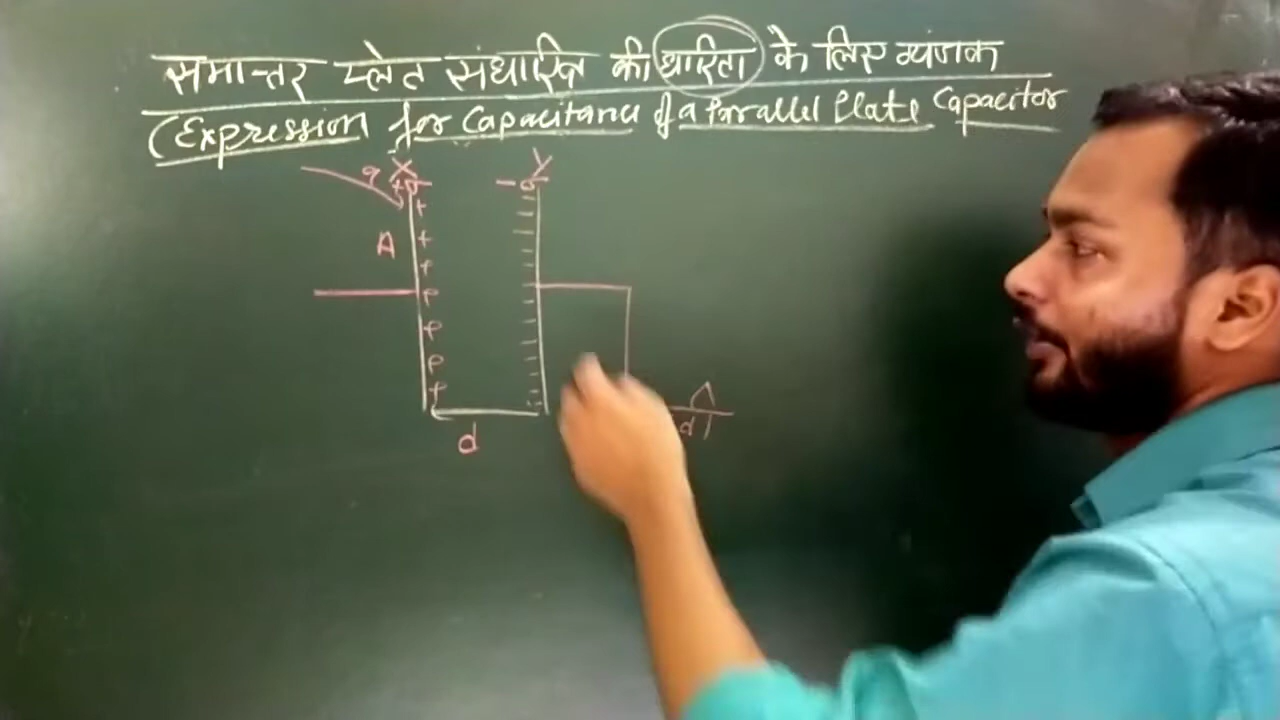 समान्तर प्लेट संधारित्र की धारिता के लिए व्यंजक
(Expression for Capacitance of a Parallel Plate Capacitor
X Y
q +σ -σ
A
d
A
d